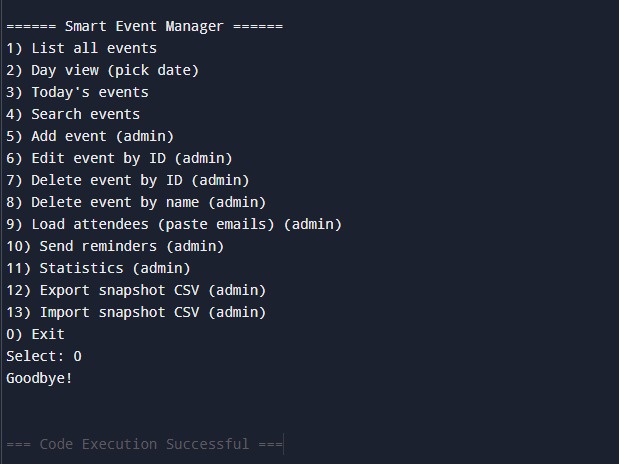 ====== Smart Event Manager ======
1) List all events
2) Day view (pick date)
3) Today's events
4) Search events
5) Add event (admin)
6) Edit event by ID (admin)
7) Delete event by ID (admin)
8) Delete event by name (admin)
9) Load attendees (paste emails) (admin)
10) Send reminders (admin)
11) Statistics (admin)
12) Export snapshot CSV (admin)
13) Import snapshot CSV (admin)
0) Exit
Select: 0
Goodbye!
=== Code Execution Successful ===